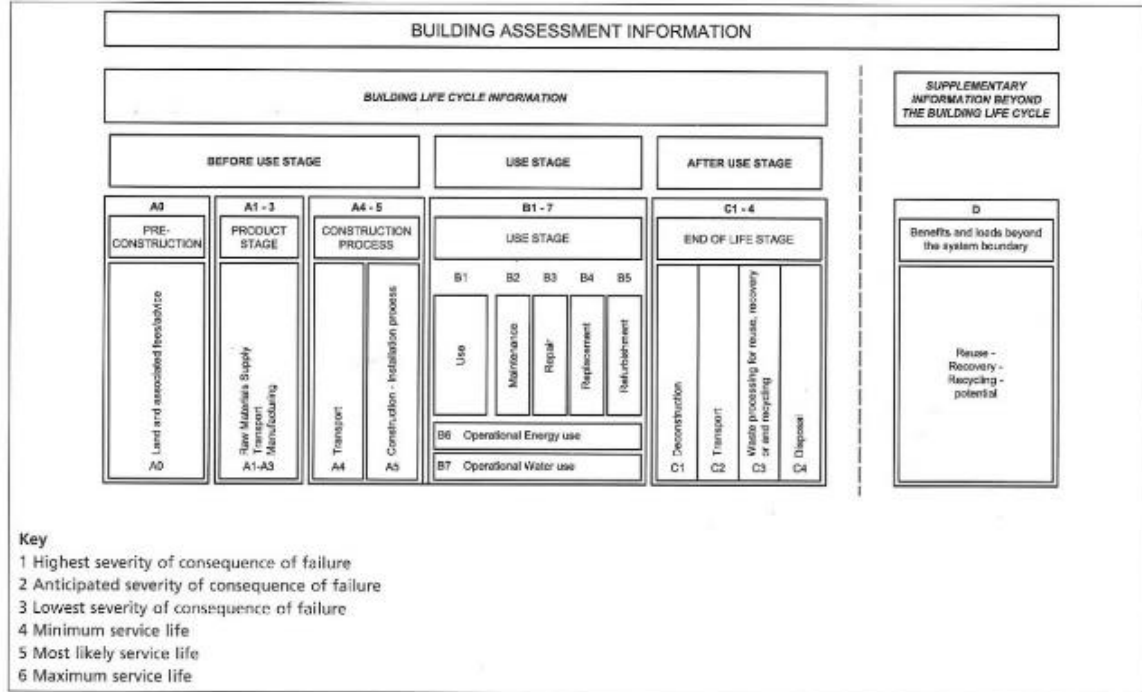 BUILDING ASSESSMENT INFORMATION
BUILDING LIFE CYCLE INFORMATION
SUPPLEMENTARY
INFORMATION BEYOND
THE BUILDING LIFE CYCLE
BEFORE USE STAGE
USE STAGE
AFTER USE STAGE
A0
PRE-
CONSTRUCTION
Land and associated fees/advice
A0
A1 - 3
PRODUCT
STAGE
Raw Materials Supply
Transport
Manufacturing
A1-A3
A4 - 5
CONSTRUCTION
PROCESS
Transport
A4
Construction - Installation process
A5
B1 - 7
USE STAGE
B1
Use
B2
Maintenance
B3
Repair
B4
Replacement
B5
Refurbishment
B6 Operational Energy use
B7 Operational Water use
C1 - 4
END OF LIFE STAGE
Deconstruction
C1
Transport
C2
Waste processing for reuse, recovery
or and recycling
C3
Disposal
C4
D
Benefits and loads beyond
the system boundary
Reuse -
Recovery -
Recycling -
potential
Key
1 Highest severity of consequence of failure
2 Anticipated severity of consequence of failure
3 Lowest severity of consequence of failure
4 Minimum service life
5 Most likely service life
6 Maximum service life